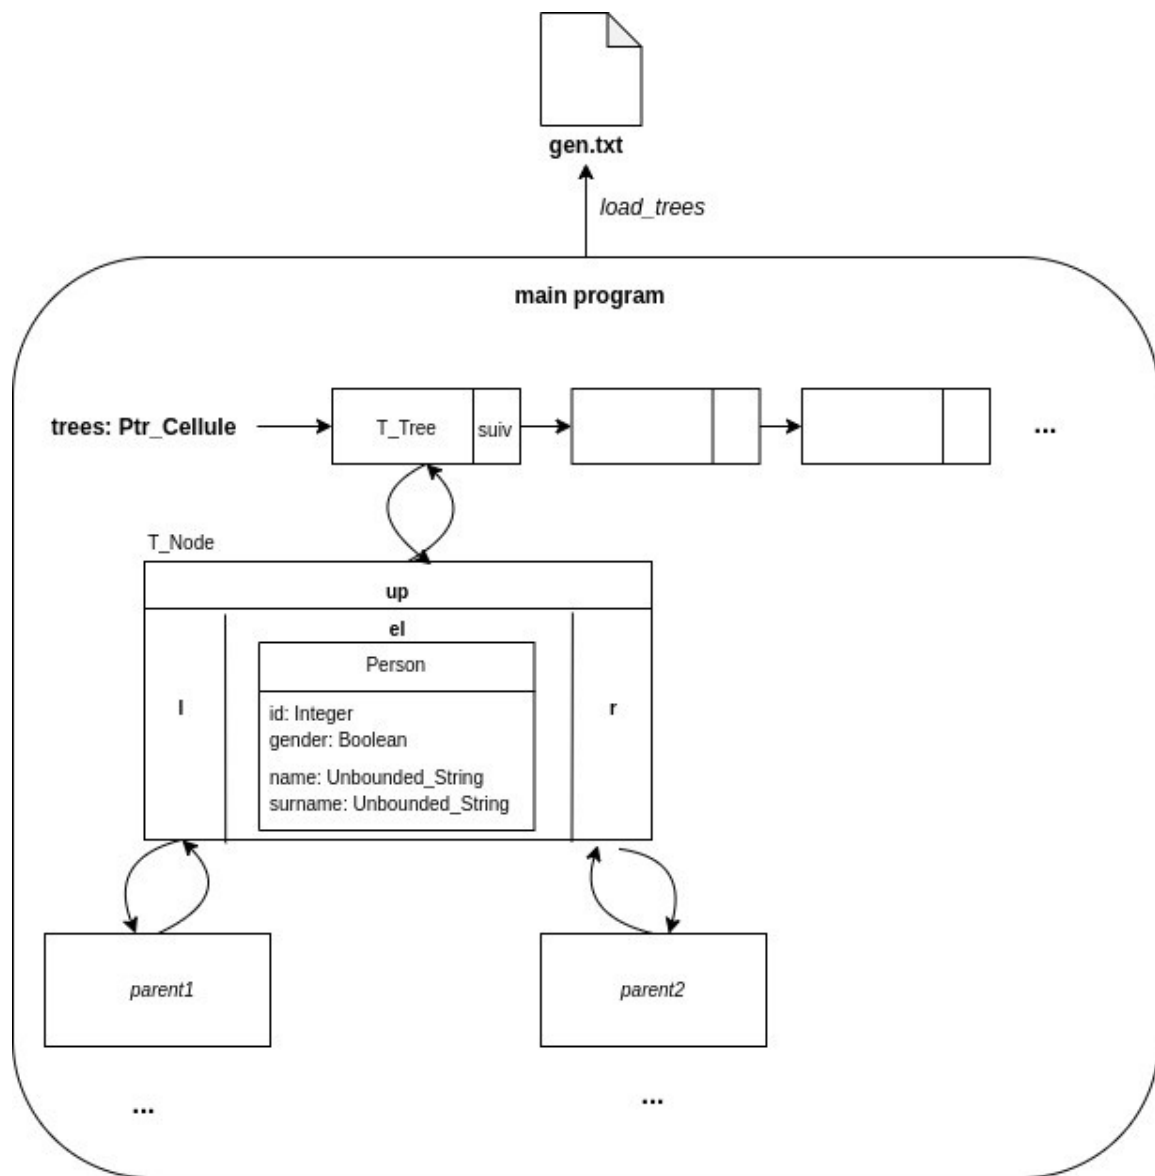 gen.txt
load_trees
main program
trees: Ptr_Cellule
T_Tree
suiv
...
T_Node
up
el
Person
l
r
id: Integer
gender: Boolean
name: Unbounded_String
surname: Unbounded_String
parent1
parent2
...
...